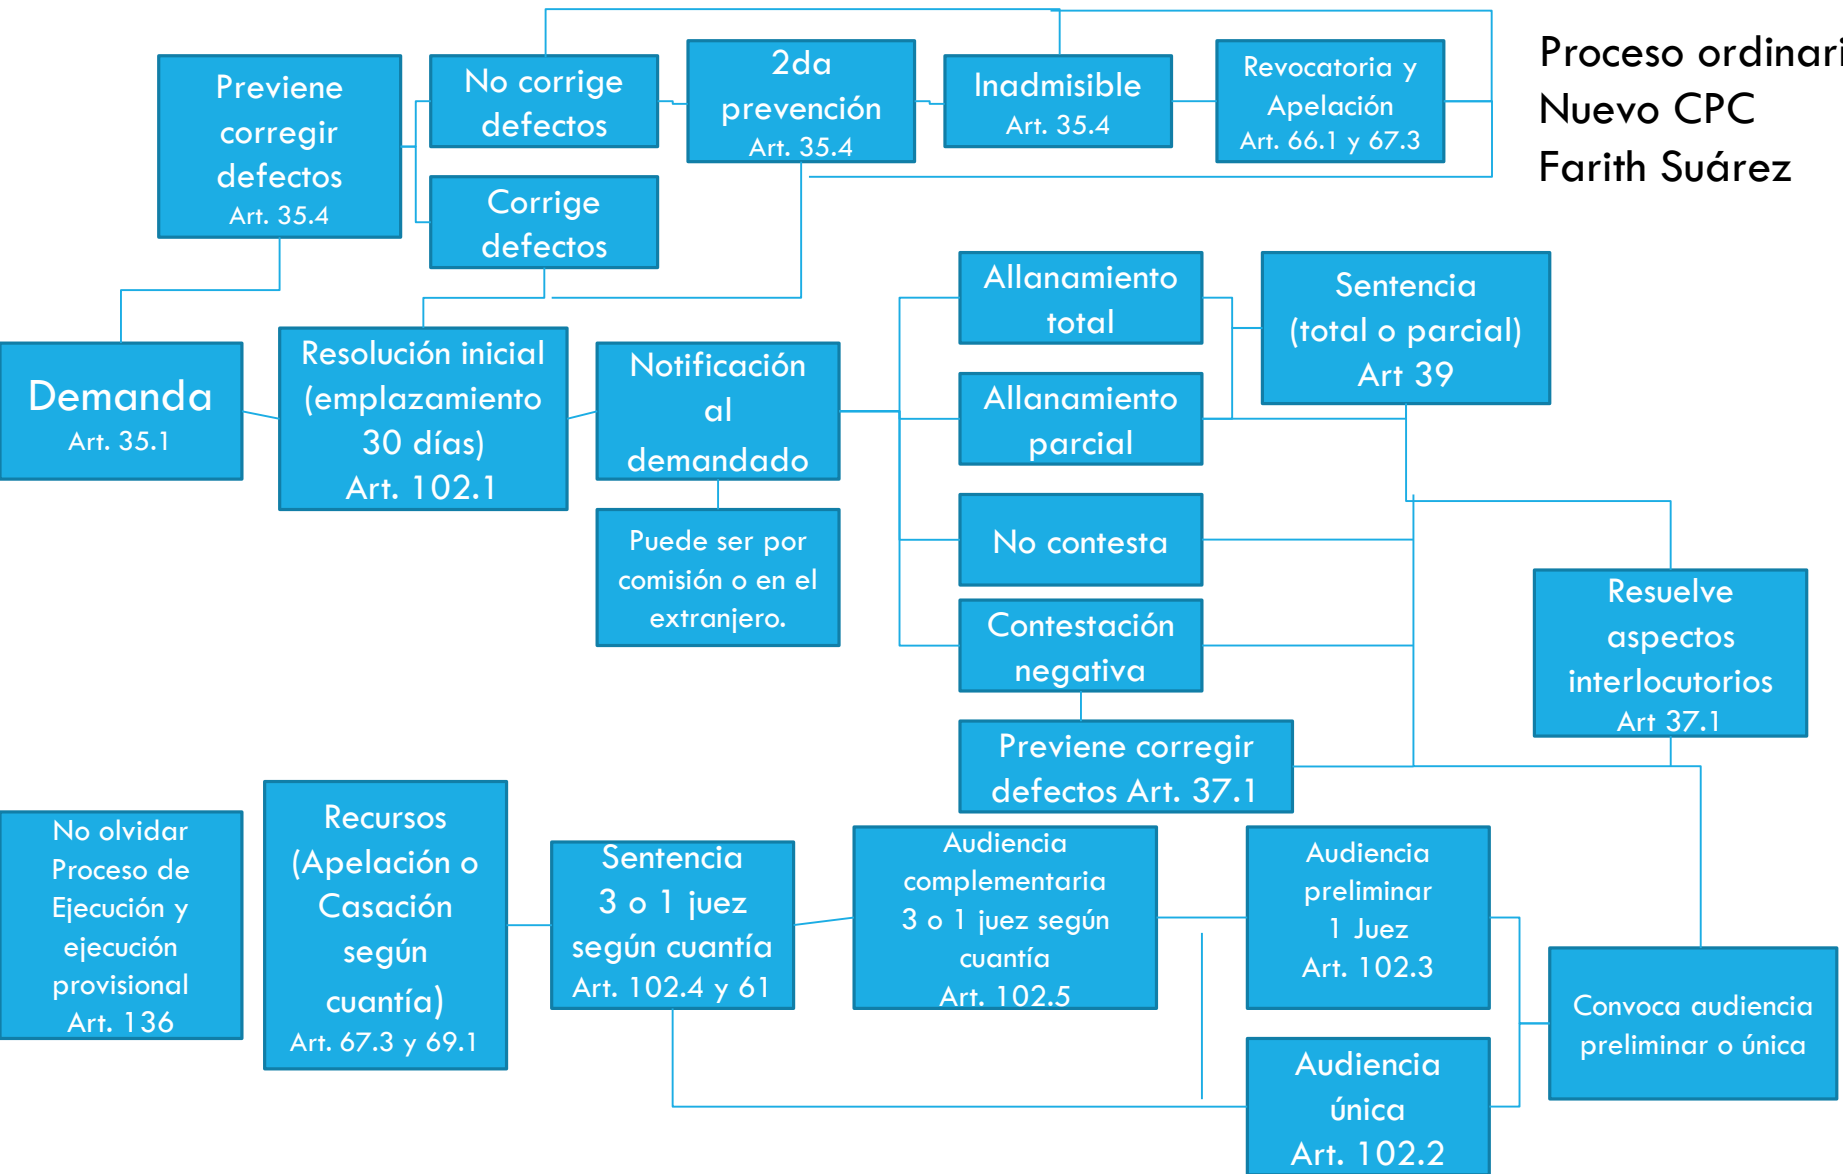 Proceso ordinari
Nuevo CPC
Farith Suárez
Previene
corregir
defectos
Art. 35.4
No corrige
defectos
2da
prevención
Art. 35.4
Inadmisible
Art. 35.4
Revocatoria y
Apelación
Art. 66.1 y 67.3
Corrige
defectos
Demanda
Art. 35.1
Resolución inicial
(emplazamiento
30 días)
Art. 102.1
Notificación
al
demandado
Puede ser por
comisión o en el
extranjero.
Allanamiento
total
Allanamiento
parcial
No contesta
Contestación
negativa
Previene corregir
defectos Art. 37.1
Sentencia
(total o parcial)
Art 39
Resuelve
aspectos
interlocutorios
Art 37.1
Convoca audiencia
preliminar o única
Audiencia
preliminar
1 Juez
Art. 102.3
Audiencia
única
Art. 102.2
Audiencia
complementaria
3 o 1 juez según
cuantía
Art. 102.5
Sentencia
3 o 1 juez
según cuantía
Art. 102.4 y 61
Recursos
(Apelación o
Casación
según
cuantía)
Art. 67.3 y 69.1
No olvidar
Proceso de
Ejecución y
ejecución
provisional
Art. 136